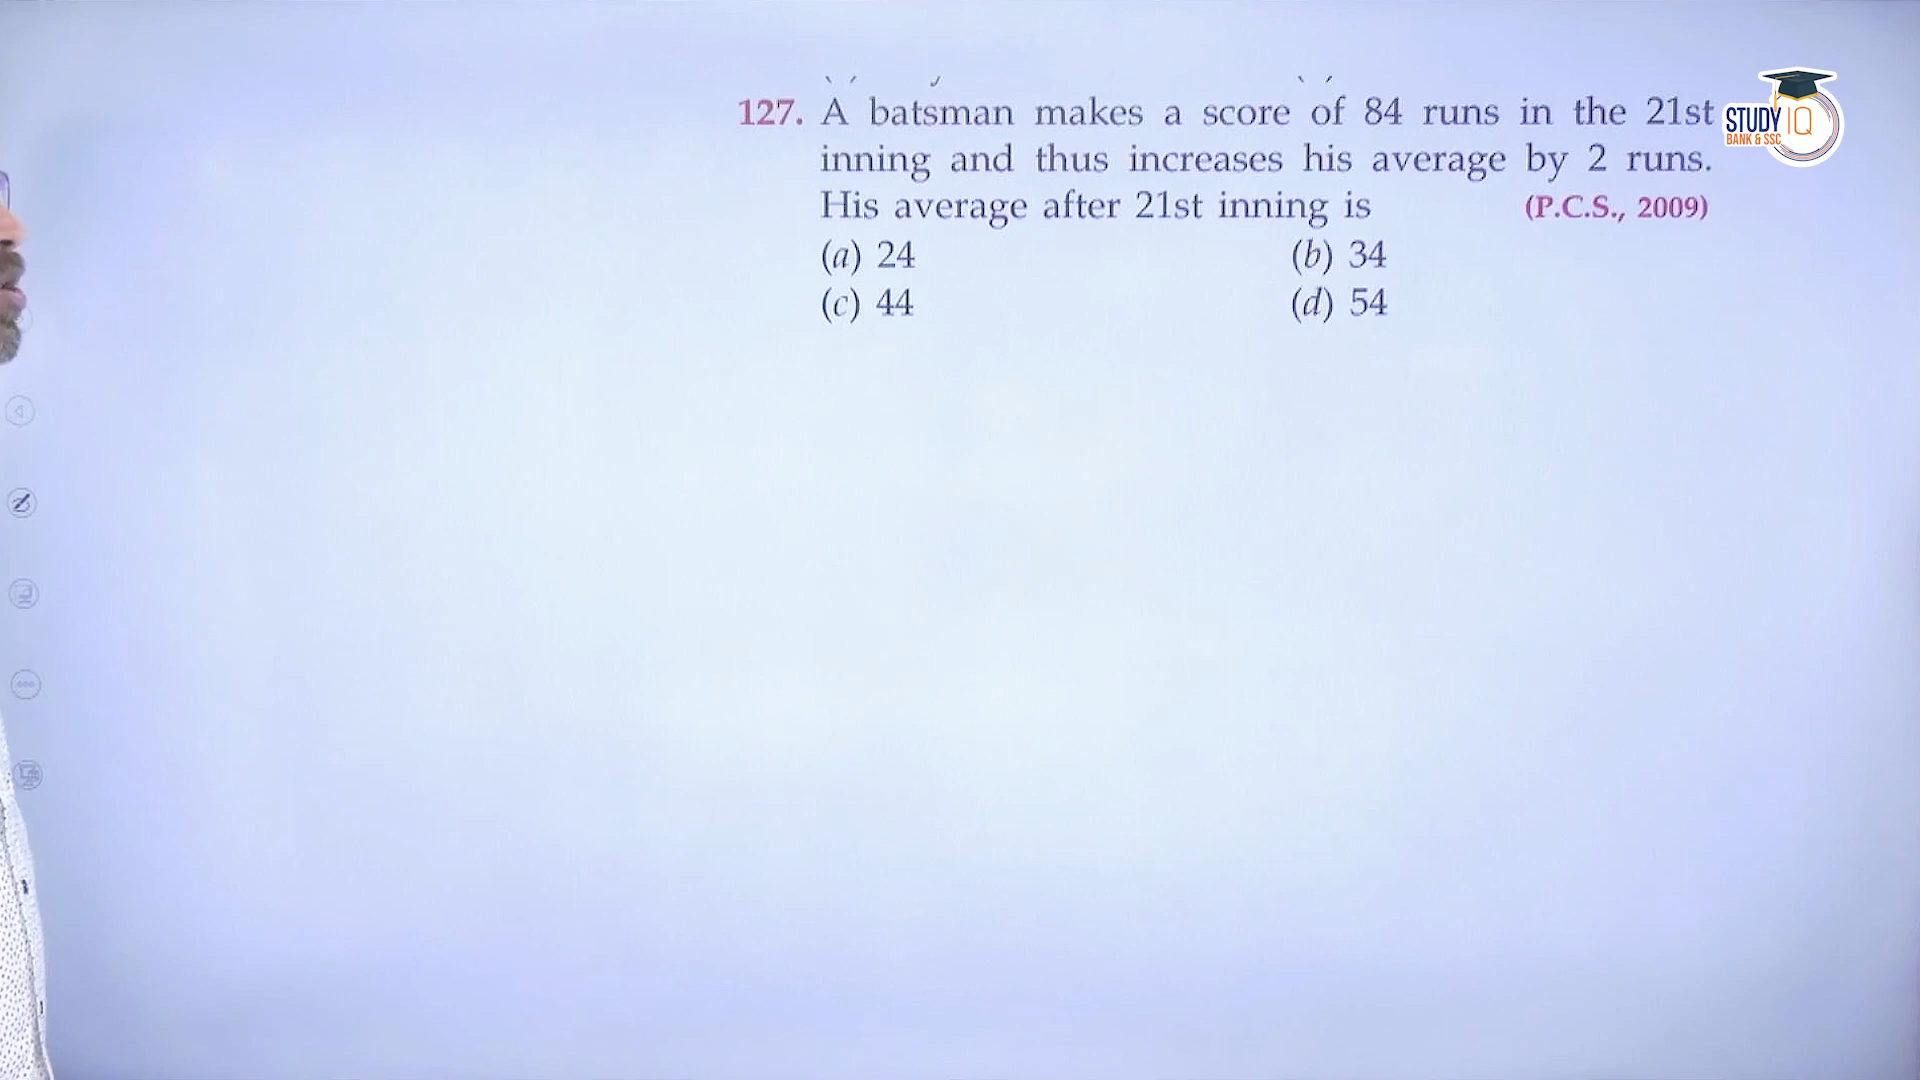 127. A batsman makes a score of 84 runs in the 21st
inning and thus increases his average by 2 runs.
His average after 21st inning is (P.C.S., 2009)
(a) 24 (b) 34
(c) 44 (d) 54
STUDY IQ
BANK & SSC